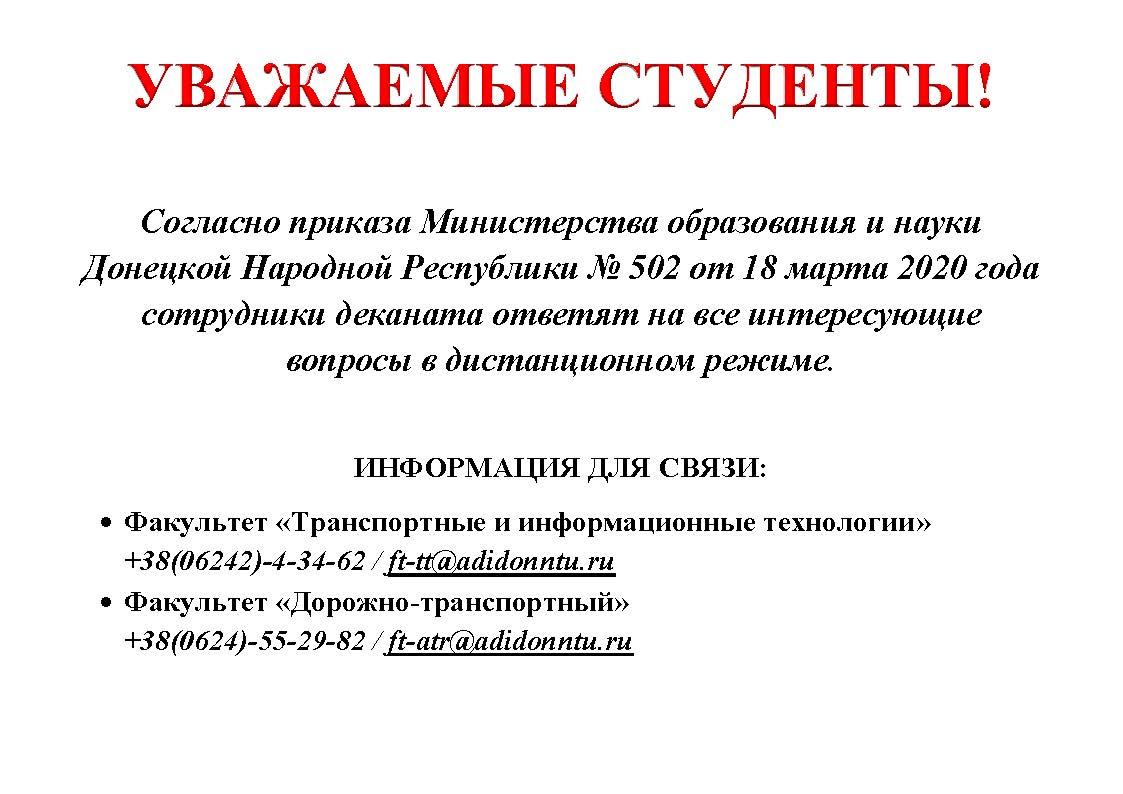 УВАЖАЕМЫЕ СТУДЕНТЫ!
Согласно приказа Министерства образования и науки
Донецкой Народной Республики № 502 от 18 марта 2020 года
сотрудники деканата ответят на все интересующие
вопросы в дистанционном режиме.
ИНФОРМАЦИЯ ДЛЯ СВЯЗИ:
• Факультет «Транспортные и информационные технологии»
+38(06242)-4-34-62 / ft-tt@adidonntu.ru
• Факультет «Дорожно-транспортный»
+38(0624)-55-29-82 / ft-atr@adidonntu.ru